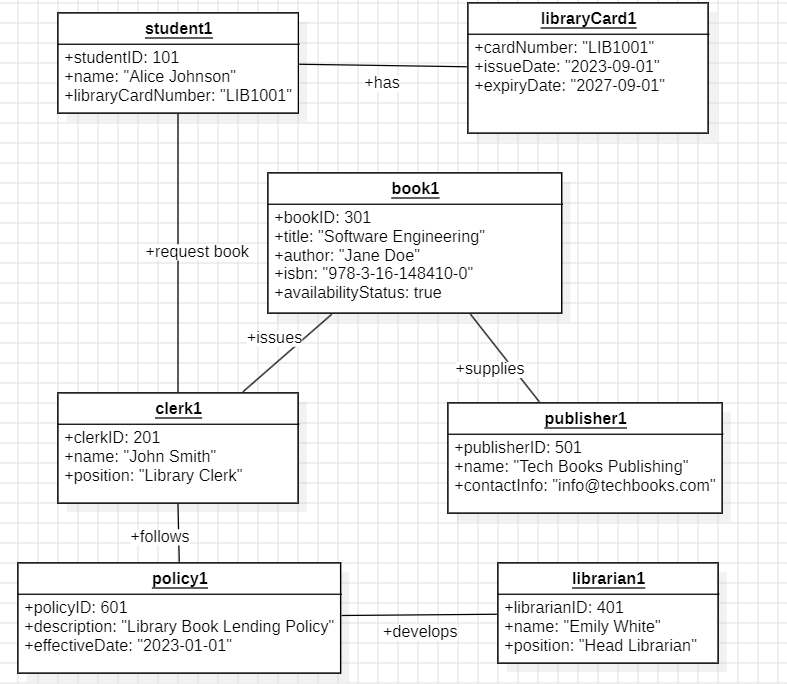 student1
+studentID: 101
+name: "Alice Johnson"
+libraryCardNumber: "LIB1001"
+has
libraryCard1
+cardNumber: "LIB1001"
+issueDate: "2023-09-01"
+expiryDate: "2027-09-01"
+request book
book1
+bookID: 301
+title: "Software Engineering"
+author: "Jane Doe"
+isbn: "978-3-16-148410-0"
+availabilityStatus: true
+issues
+supplies
clerk1
+clerkID: 201
+name: "John Smith"
+position: "Library Clerk"
publisher1
+publisherID: 501
+name: "Tech Books Publishing"
+contactInfo: "info@techbooks.com"
+follows
policy1
+policyID: 601
+description: "Library Book Lending Policy"
+effectiveDate: "2023-01-01"
+develops
librarian1
+librarianID: 401
+name: "Emily White"
+position: "Head Librarian"